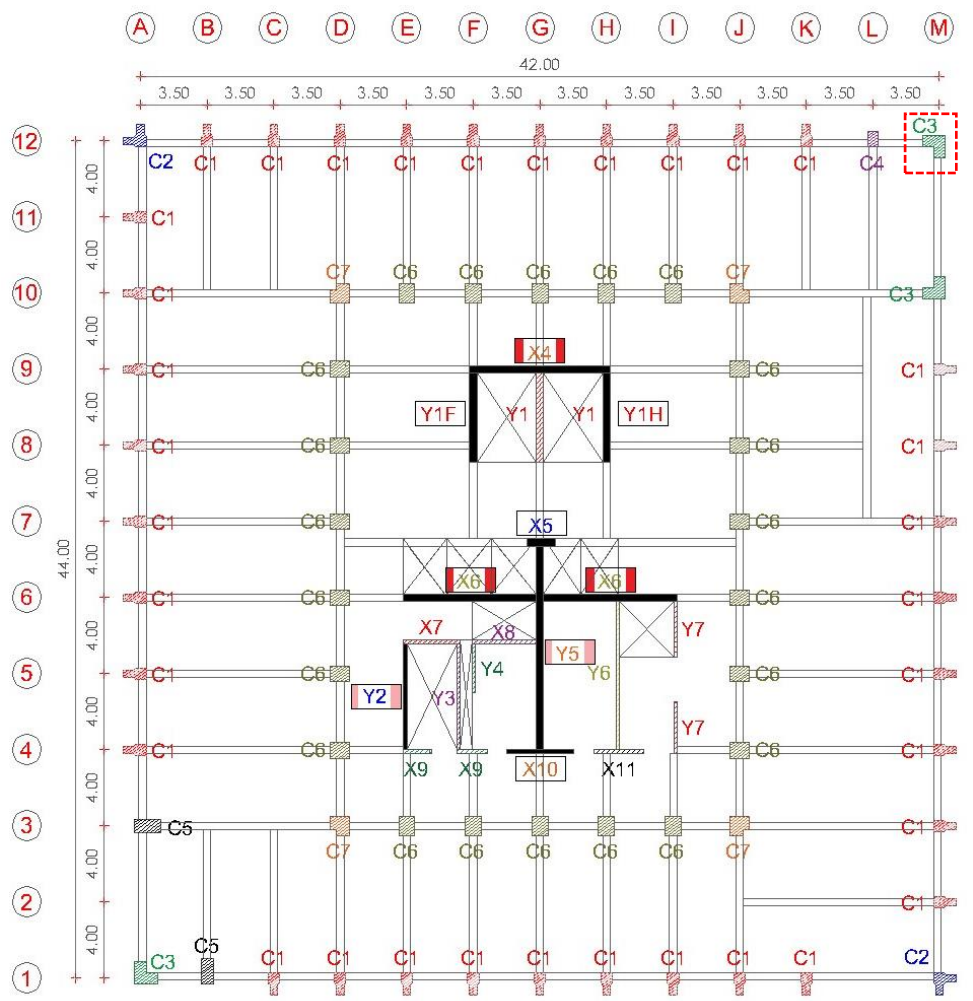 A B C D E F G H I J K L M
42.00
3.50 3.50 3.50 3.50 3.50 3.50 3.50 3.50 3.50 3.50 3.50 3.50
C3
12
C2 C1 C1 C1 C1 C1 C1 C1 C1 C1 C1 C4
4.00
11 C1
4.00
C7 C6 C6 C6 C6 C6 C7
10 C1 C3
4.00
X4
9 C1 C6 C6 C1
Y1F Y1 Y1 Y1H
4.00
8 C1 C6 C6 C1
4.00
7 C1 C6 X5 C6 C1
44.00
4.00
X6 X6
6 C1 C6 C6 C1
X7 X8 Y7
4.00
Y5
5 C1 C6 Y4 Y6 C6 C1
Y2 Y3
4.00
Y7
4 C1 C6 C6 C1
X9 X9 X10 X11
4.00
3 C5 C1
C7 C6 C6 C6 C6 C6 C7
4.00
2 C1
4.00
C5
C3 C1 C1 C1 C1 C1 C1 C1 C1 C1 C2
1